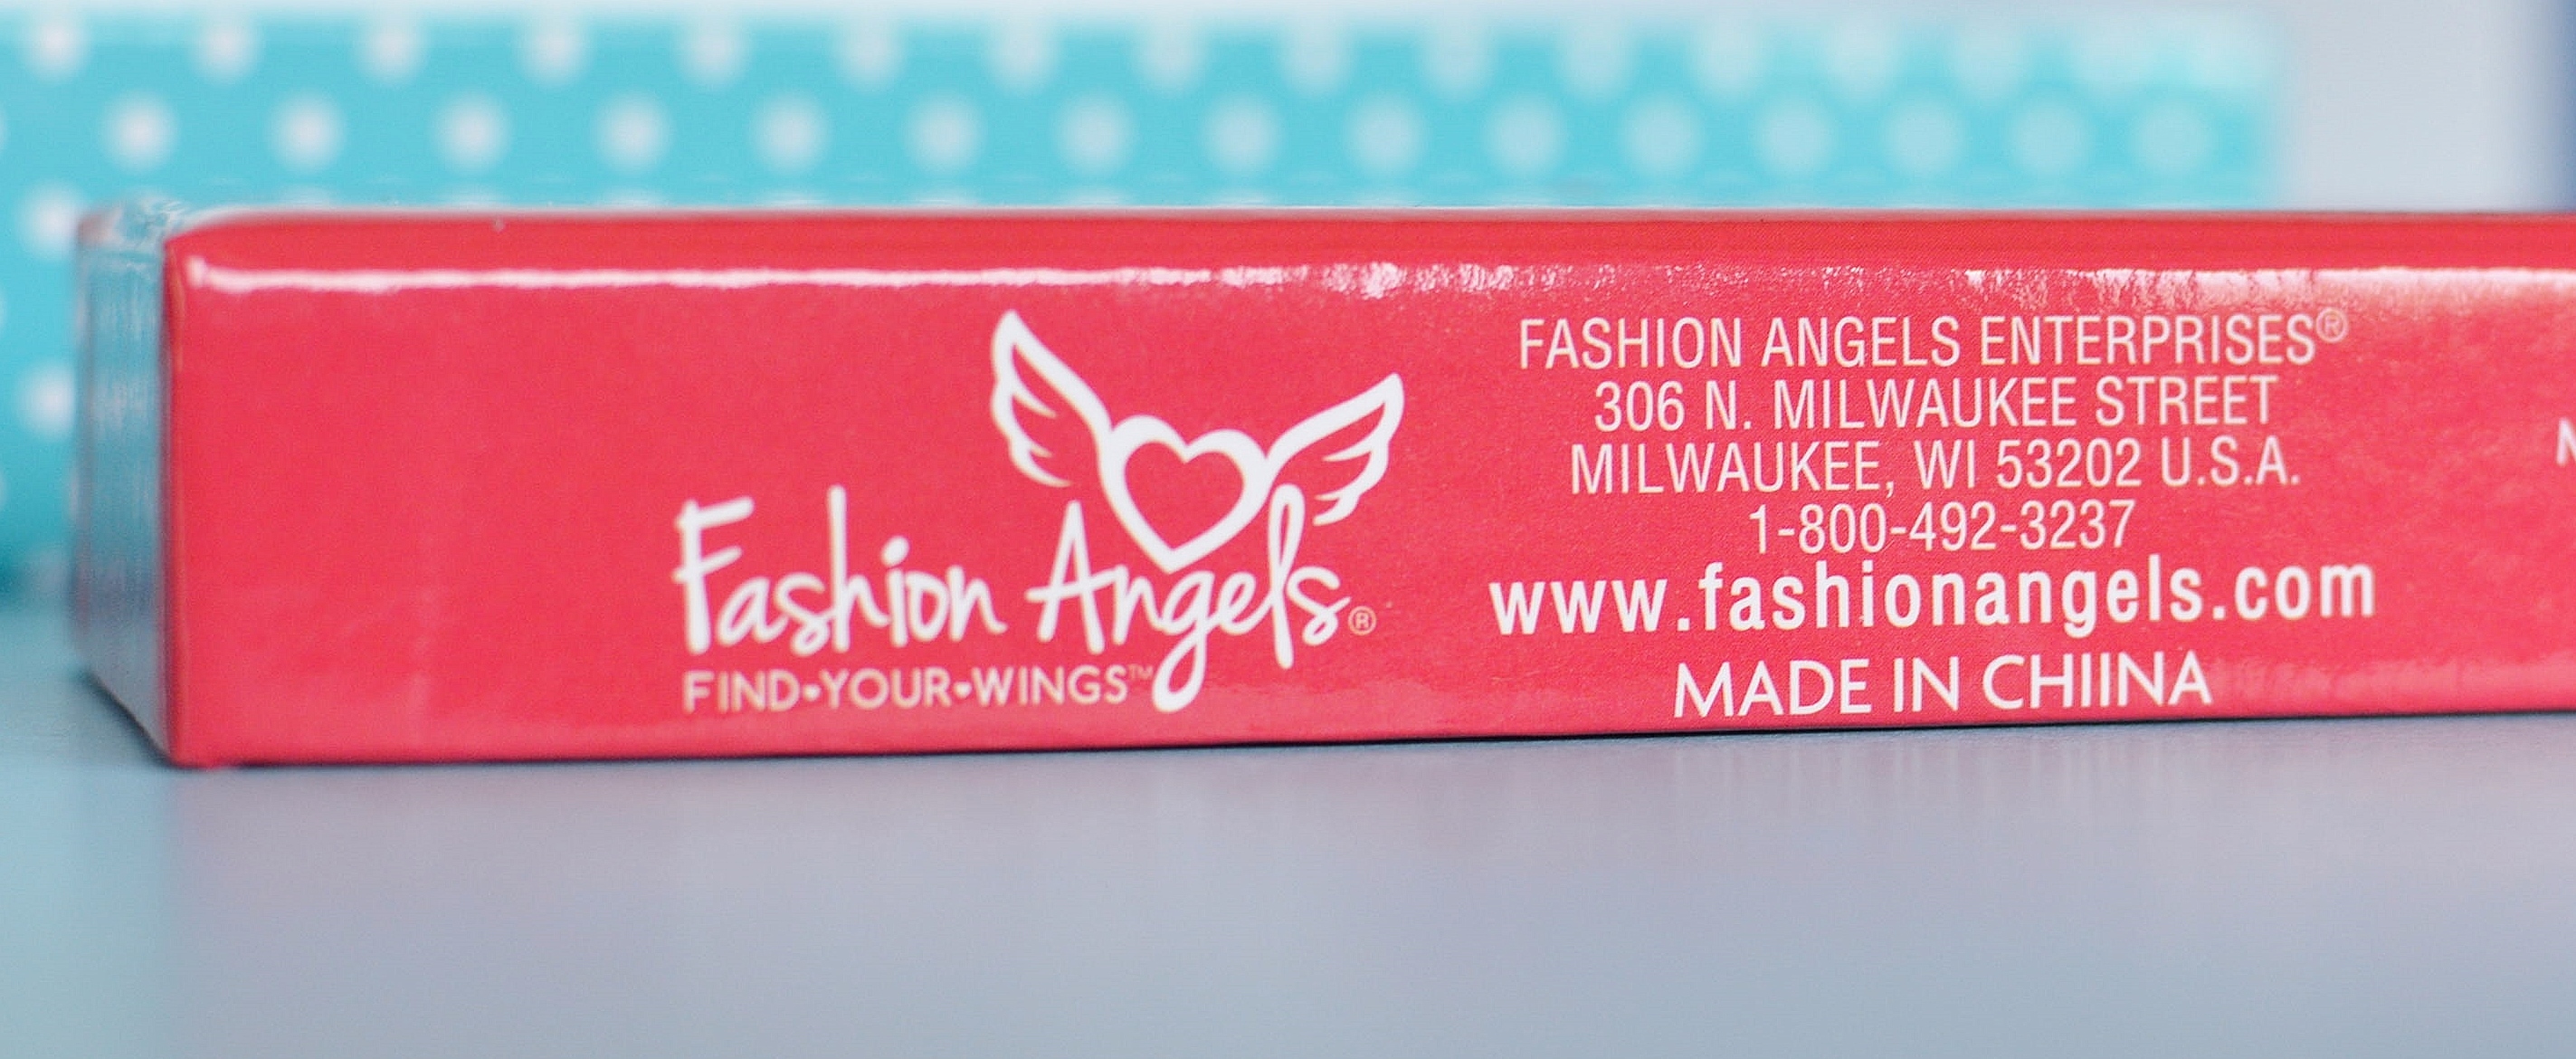 Fashion Angels®
FIND•YOUR•WINGS™
FASHION ANGELS ENTERPRISES®
306 N. MILWAUKEE STREET
MILWAUKEE, WI 53202 U.S.A.
1-800-492-3237
www.fashionangels.com
MADE IN CHIINA